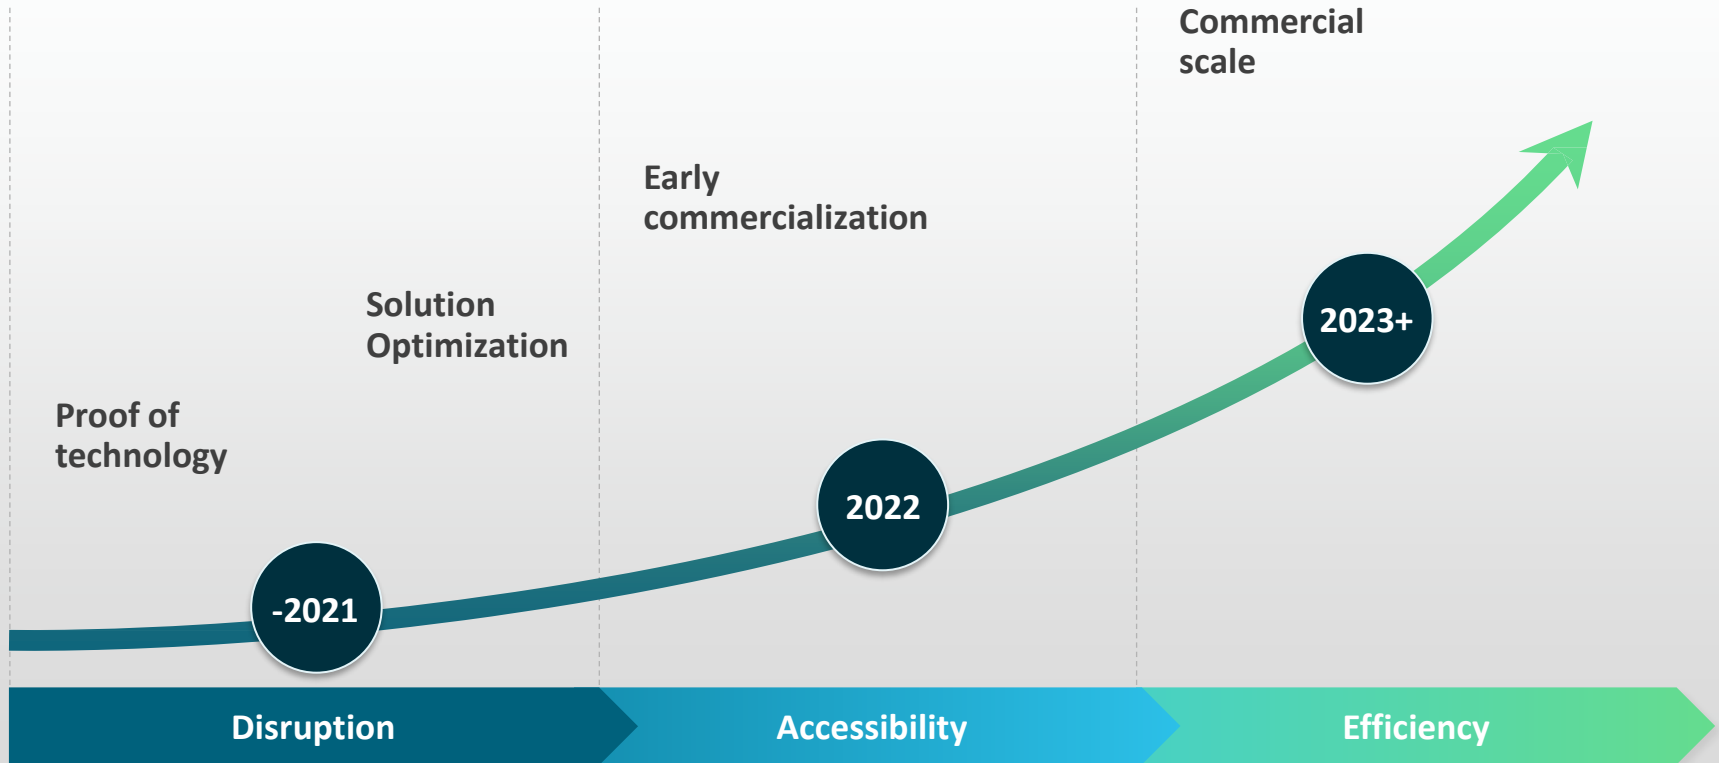 Commercial
scale
Early
commercialization
Solution
Optimization
Proof of
technology
2023+
2022
-2021
Disruption
Accessibility
Efficiency